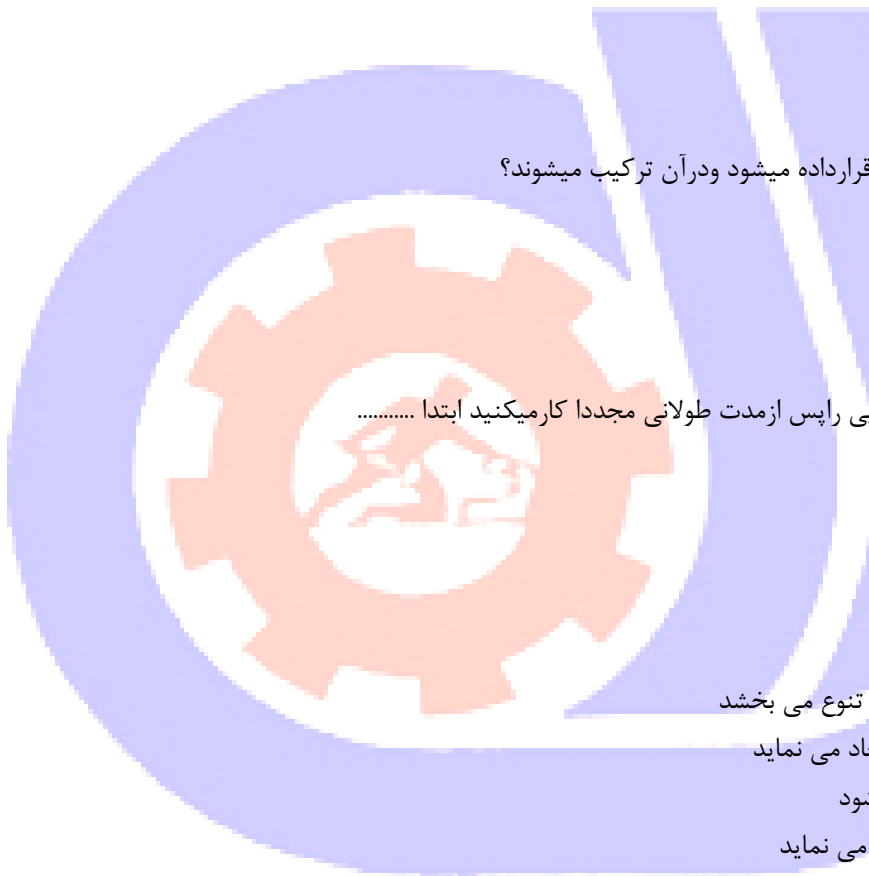 قرارداده میشود ودرآن ترکیب میشوند؟
یی راپس ازمدت طولانی مجددا کارمیکنید ابتدا ...........
تنوع می بخشد
اد می نماید
شود
می نماید